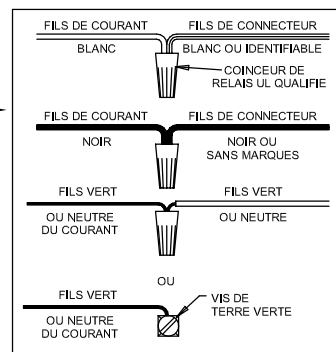 FILS DE COURANT FILS DE CONNECTEUR
BLANC BLANC OU IDENTIFIABLE
COINCEUR DE
RELAIS UL QUALIFIE
FILS DE COURANT FILS DE CONNECTEUR
NOIR NOIR OU
SANS MARQUES
FILS VERT FILS VERT
OU NEUTRE OU NEUTRE
DU COURANT
OU
FILS VERT VIS DE
TERRE VERTE
OU NEUTRE
DU COURANT